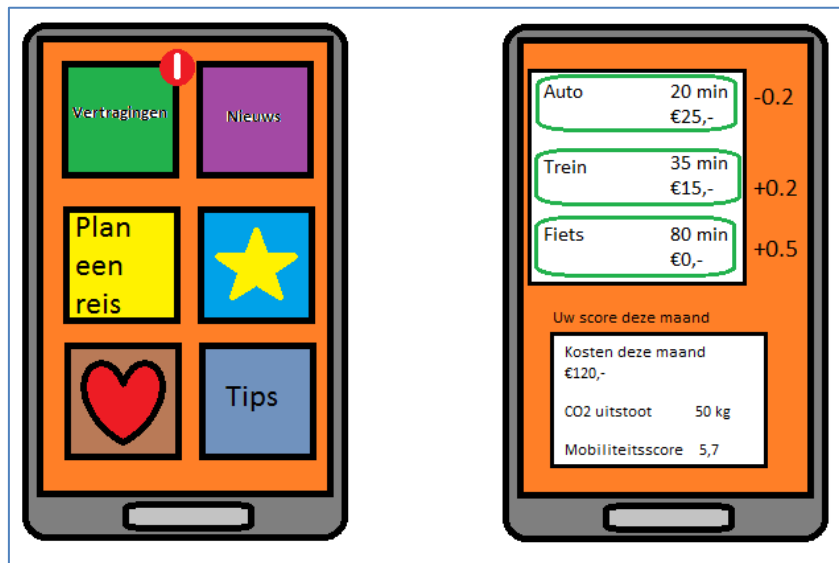 Vertragingen
Nieuws
Plan
een
reis
Tips
Auto 20 min
€25,-
-0.2
Trein 35 min
€15,-
+0.2
Fiets 80 min
€0,-
+0.5
Uw score deze maand
Kosten deze maand
€120,-
CO2 uitstoot 50 kg
Mobiliteitsscore 5,7